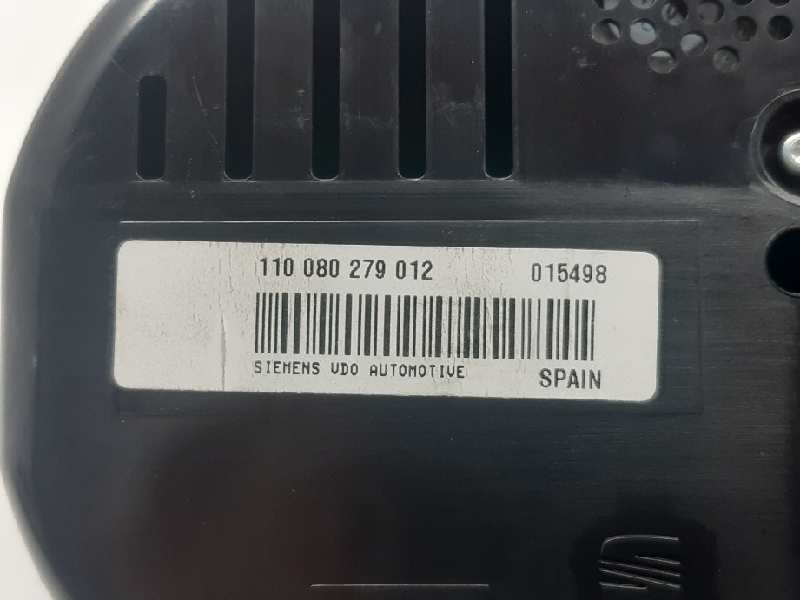 110 080 279 012 015498
SIEMENS VDO AUTOMOTIVE SPAIN